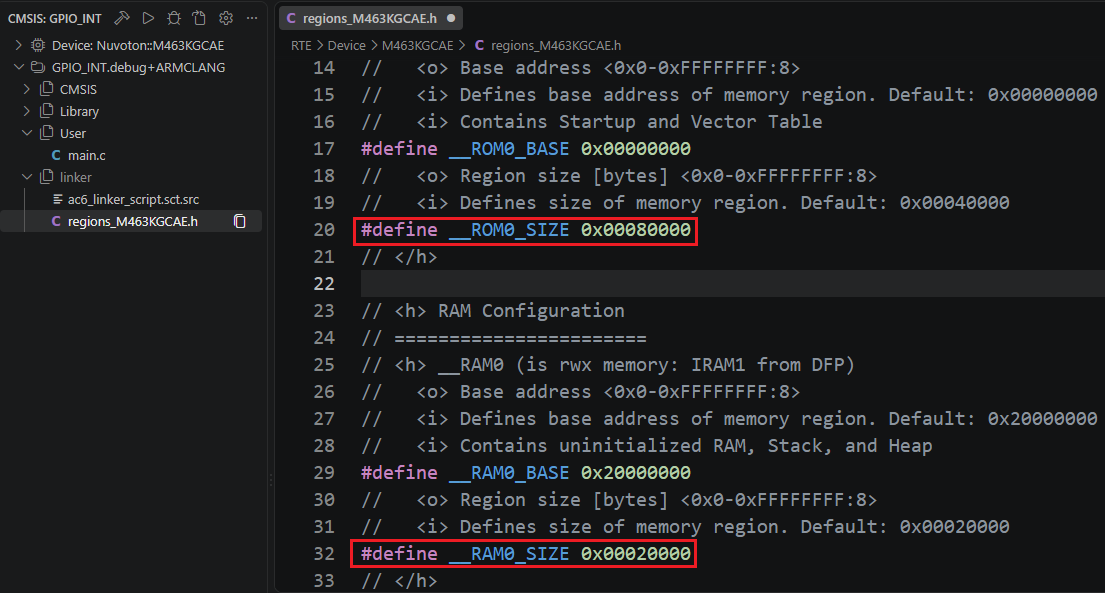 CMSIS: GPIO_INT
Device: Nuvoton::M463KGCAE
GPIO_INT.debug+ARMCLANG
CMSIS
Library
User
C main.c
linker
ac6_linker_script.sct.src
C regions_M463KGCAE.h
C regions_M463KGCAE.h
RTE > Device > M463KGCAE > C regions_M463KGCAE.h
14 //   <o> Base address <0x0-0xFFFFFFFF:8>
15 //   <i> Defines base address of memory region. Default: 0x00000000
16 //   <i> Contains Startup and Vector Table
17 #define __ROM0_BASE 0x00000000
18 //   <o> Region size [bytes] <0x0-0xFFFFFFFF:8>
19 //   <i> Defines size of memory region. Default: 0x00040000
20 #define __ROM0_SIZE 0x00080000
21 // </h>
22
23 // <h> RAM Configuration
24 // =======================
25 // <h> __RAM0 (is rwx memory: IRAM1 from DFP)
26 //   <o> Base address <0x0-0xFFFFFFFF:8>
27 //   <i> Defines base address of memory region. Default: 0x20000000
28 //   <i> Contains uninitialized RAM, Stack, and Heap
29 #define __RAM0_BASE 0x20000000
30 //   <o> Region size [bytes] <0x0-0xFFFFFFFF:8>
31 //   <i> Defines size of memory region. Default: 0x00020000
32 #define __RAM0_SIZE 0x00020000
33 // </h>